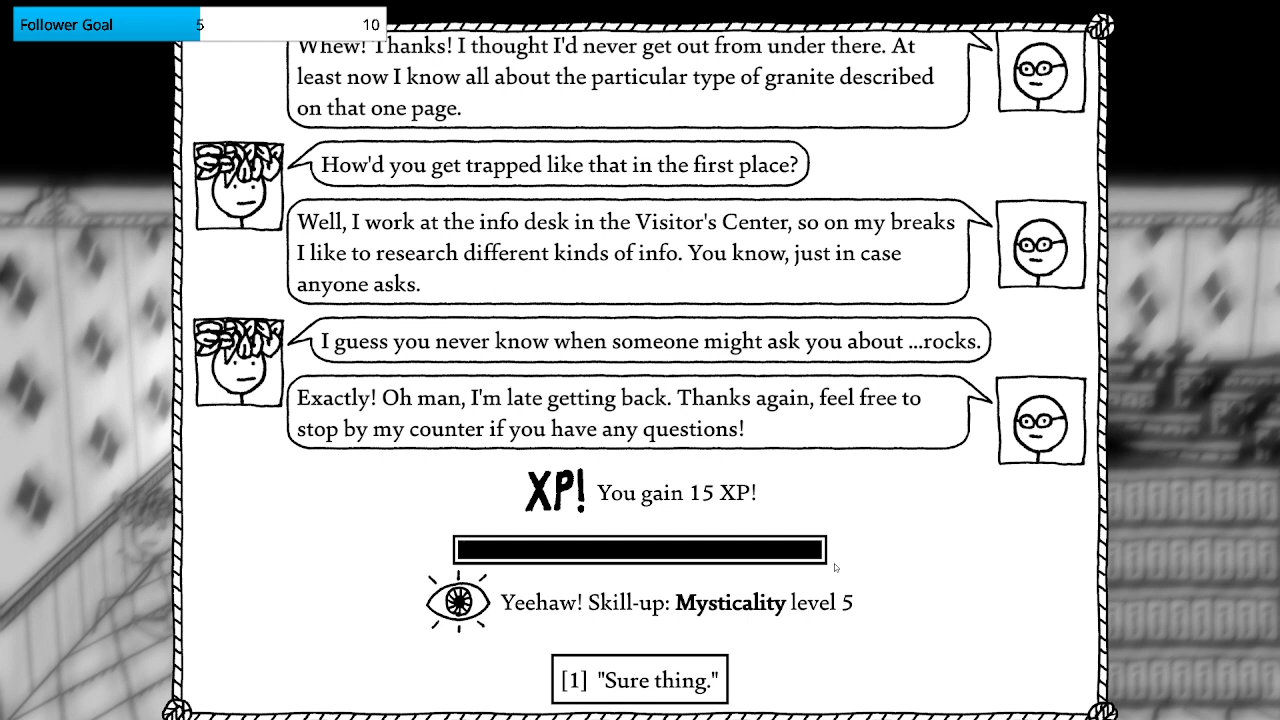 Follower Goal 5 10
Whew! Thanks! I thought I'd never get out from under there. At
least now I know all about the particular type of granite described
on that one page.
How'd you get trapped like that in the first place?
Well, I work at the info desk in the Visitor's Center, so on my breaks
I like to research different kinds of info. You know, just in case
anyone asks.
I guess you never know when someone might ask you about ...rocks.
Exactly! Oh man, I'm late getting back. Thanks again, feel free to
stop by my counter if you have any questions!
XP! You gain 15 XP!
Yeehaw! Skill-up: Mysticality level 5
[1] "Sure thing."